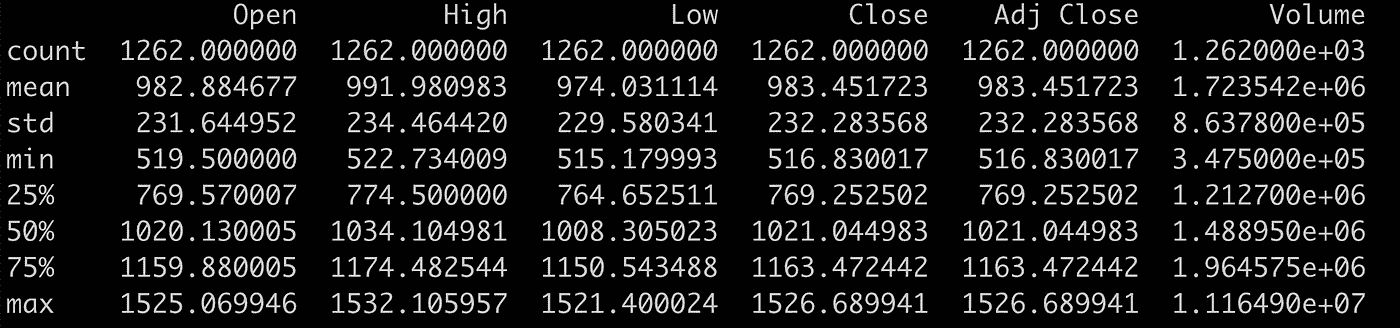 Open High Low Close Adj Close Volume
count 1262.000000 1262.000000 1262.000000 1262.000000 1262.000000 1.262000e+03
mean 982.884677 991.980983 974.031114 983.451723 983.451723 1.723542e+06
std 231.644952 234.464420 229.580341 232.283568 232.283568 8.637800e+05
min 519.500000 522.734009 515.179993 516.830017 516.830017 3.475000e+05
25% 769.570007 774.500000 764.652511 769.252502 769.252502 1.212700e+06
50% 1020.130005 1034.104981 1008.305023 1021.044983 1021.044983 1.488950e+06
75% 1159.880005 1174.482544 1150.543488 1163.472442 1163.472442 1.964575e+06
max 1525.069946 1532.105957 1521.400024 1526.689941 1526.689941 1.116490e+07